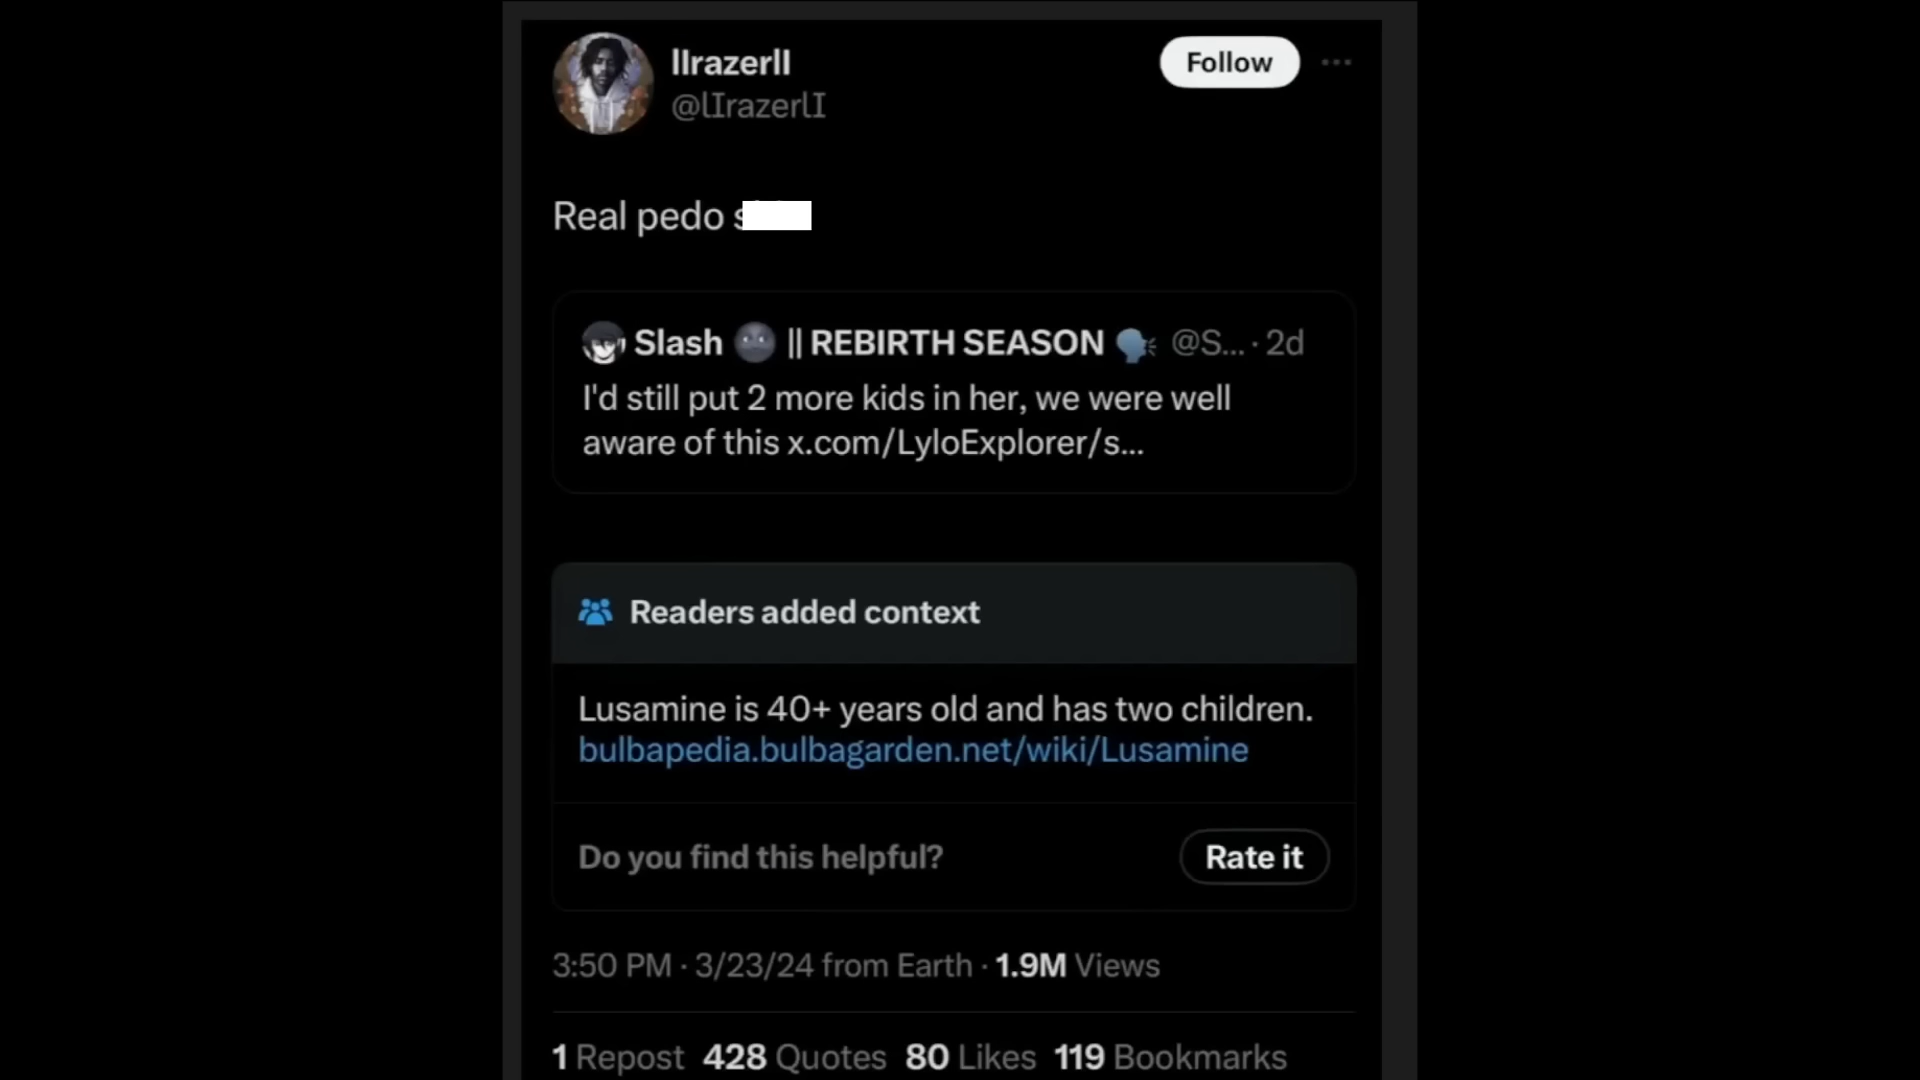 llrazerll
@lIrazerlI
Follow
Real pedo
Slash || REBIRTH SEASON @S... · 2d
I'd still put 2 more kids in her, we were well
aware of this x.com/LyloExplorer/s...
Readers added context
Lusamine is 40+ years old and has two children.
bulbapedia.bulbagarden.net/wiki/Lusamine
Do you find this helpful?
Rate it
3:50 PM · 3/23/24 from Earth · 1.9M Views
1 Repost 428 Quotes 80 Likes 119 Bookmarks